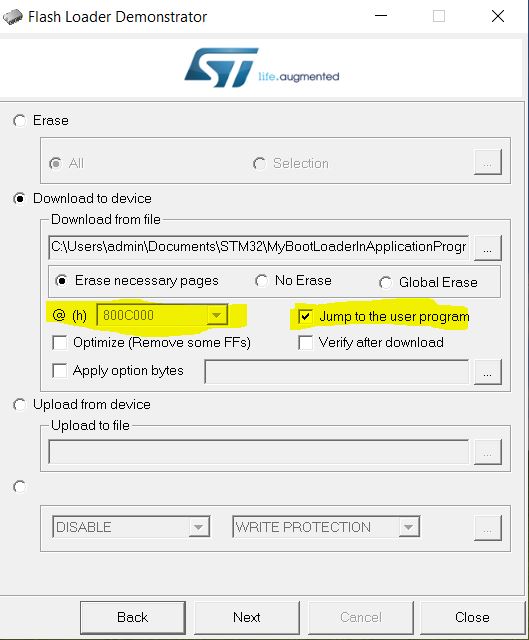 Flash Loader Demonstrator
ST life.augmented
Erase
All Selection ...
Download to device
Download from file
C:\Users\admin\Documents\STM32\MyBootLoaderInApplicationProgr ...
Erase necessary pages No Erase Global Erase
@ (h) 800C000 Jump to the user program
Optimize (Remove some FFs) Verify after download
Apply option bytes ...
Upload from device
Upload to file
...
DISABLE WRITE PROTECTION ...
Back Next Cancel Close